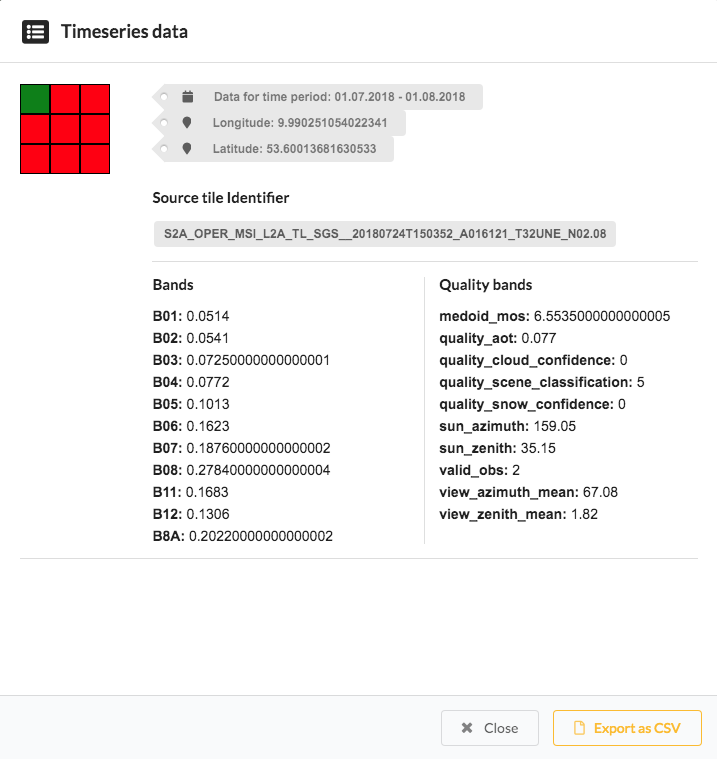 Timeseries data
Data for time period: 01.07.2018 - 01.08.2018
Longitude: 9.990251054022341
Latitude: 53.60013681630533
Source tile Identifier
S2A_OPER_MSI_L2A_TL_SGS__20180724T150352_A016121_T32UNE_N02.08
Bands
B01: 0.0514
B02: 0.0541
B03: 0.07250000000000001
B04: 0.0772
B05: 0.1013
B06: 0.1623
B07: 0.18760000000000002
B08: 0.27840000000000004
B11: 0.1683
B12: 0.1306
B8A: 0.20220000000000002
Quality bands
medoid_mos: 6.5535000000000005
quality_aot: 0.077
quality_cloud_confidence: 0
quality_scene_classification: 5
quality_snow_confidence: 0
sun_azimuth: 159.05
sun_zenith: 35.15
valid_obs: 2
view_azimuth_mean: 67.08
view_zenith_mean: 1.82
Close
Export as CSV